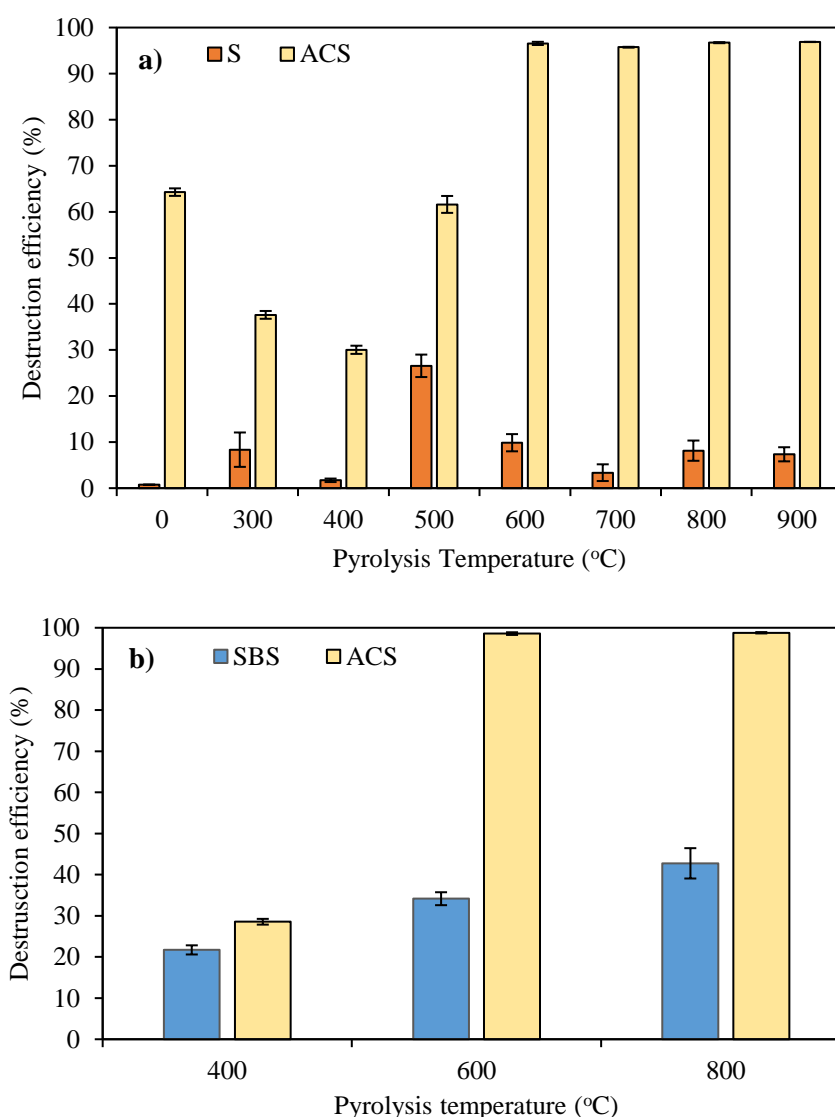 a)
S
ACS
100
90
80
70
60
50
40
30
20
10
0
Destruction efficiency (%)
0 300 400 500 600 700 800 900
Pyrolysis Temperature (°C)
b)
SBS
ACS
100
90
80
70
60
50
40
30
20
10
0
Destrusction efficiency (%)
400 600 800
Pyrolysis temperature (°C)